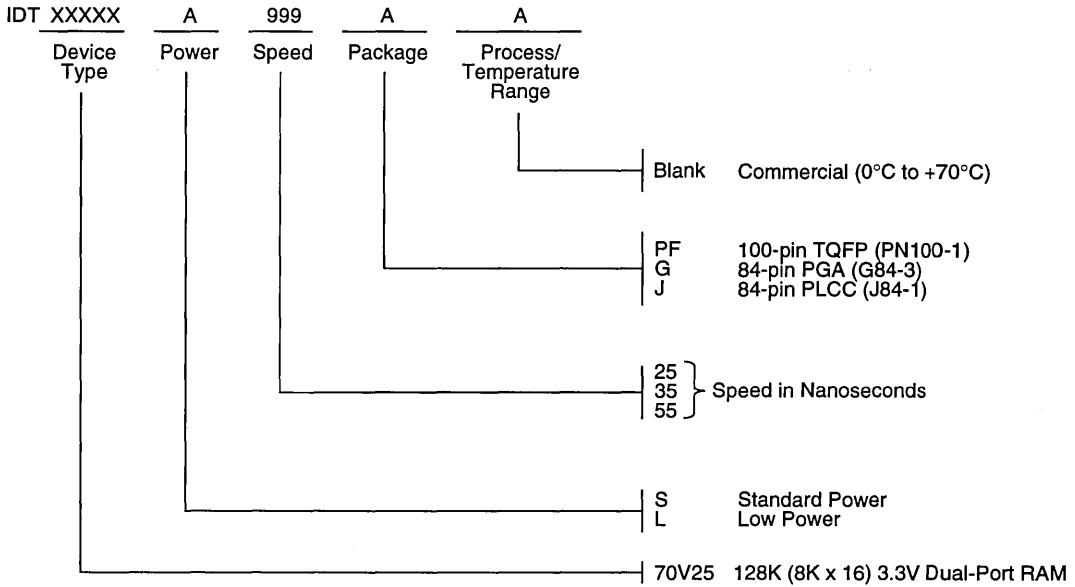 IDT XXXXX A 999 A A
Device Type Power Speed Package Process/ Temperature Range
Blank Commercial (0°C to +70°C)
PF 100-pin TQFP (PN100-1)
G 84-pin PGA (G84-3)
J 84-pin PLCC (J84-1)
25
35 Speed in Nanoseconds
55
S Standard Power
L Low Power
70V25 128K (8K x 16) 3.3V Dual-Port RAM